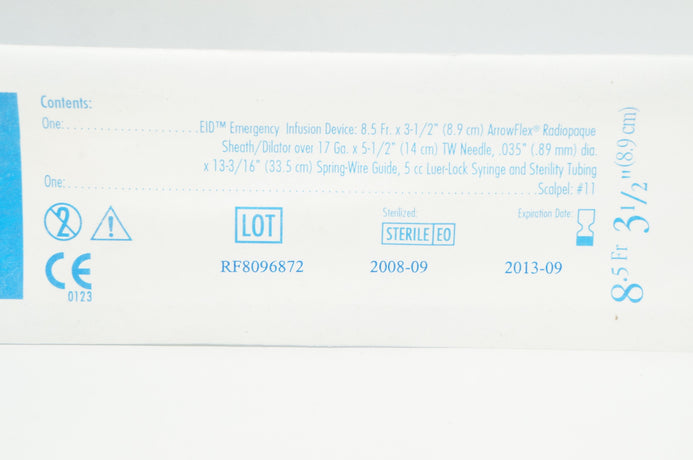 Contents:
One:.......................EID™ Emergency Infusion Device: 8.5 Fr. x 3-1/2" (8.9 cm) ArrowFlex® Radiopaque
Sheath/Dilator over 17 Ga. x 5-1/2" (14 cm) TW Needle, .035" (.89 mm) dia.
x 13-3/16" (33.5 cm) Spring-Wire Guide, 5 cc Luer-Lock Syringe and Sterility Tubing
One:..........................................................................................Scalpel: #11
2
LOT
Sterilized:
STERILE EO
Expiration Date:
RF8096872 2008-09 2013-09
CE
0123
8.5 Fr 3 1/2" (8.9 cm)